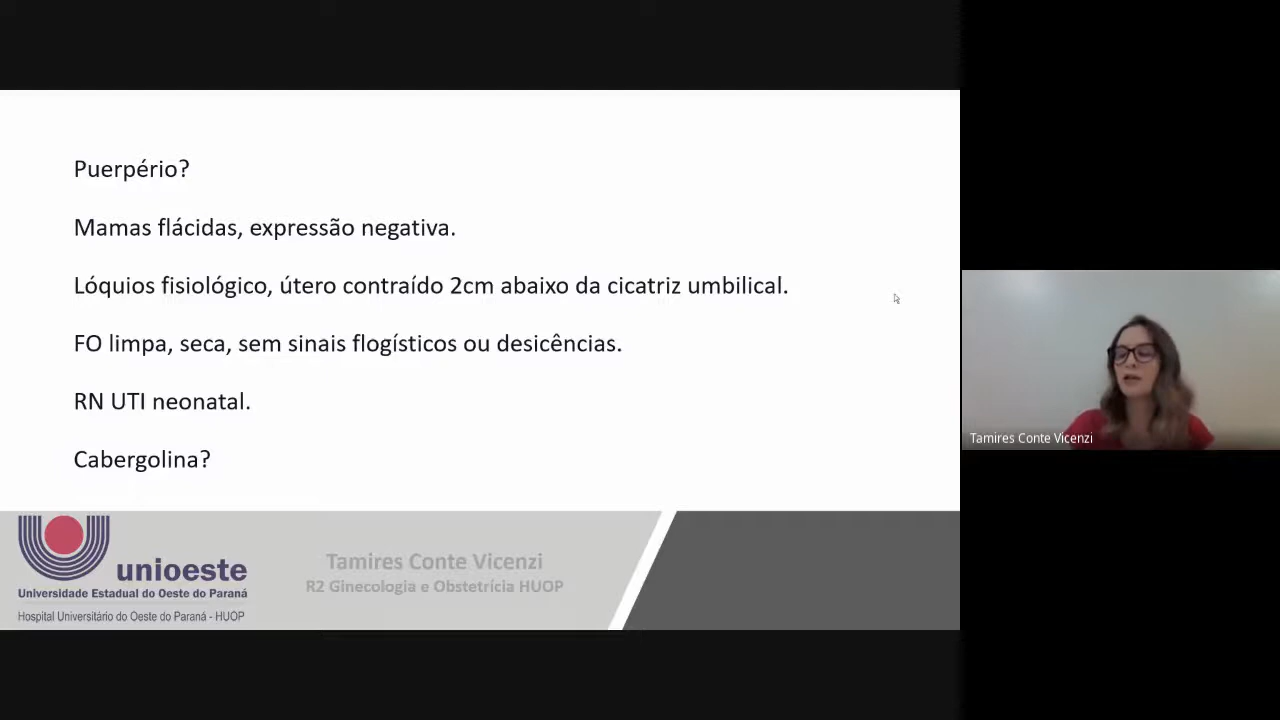 Puerpério?
Mamas flácidas, expressão negativa.
Lóquios fisiológico, útero contraído 2cm abaixo da cicatriz umbilical.
FO limpa, seca, sem sinais flogísticos ou desicências.
RN UTI neonatal.
Cabergolina?
unioeste
Universidade Estadual do Oeste do Paraná
Hospital Universitário do Oeste do Paraná - HUOP
Tamires Conte Vicenzi
R2 Ginecologia e Obstetrícia HUOP
Tamires Conte Vicenzi